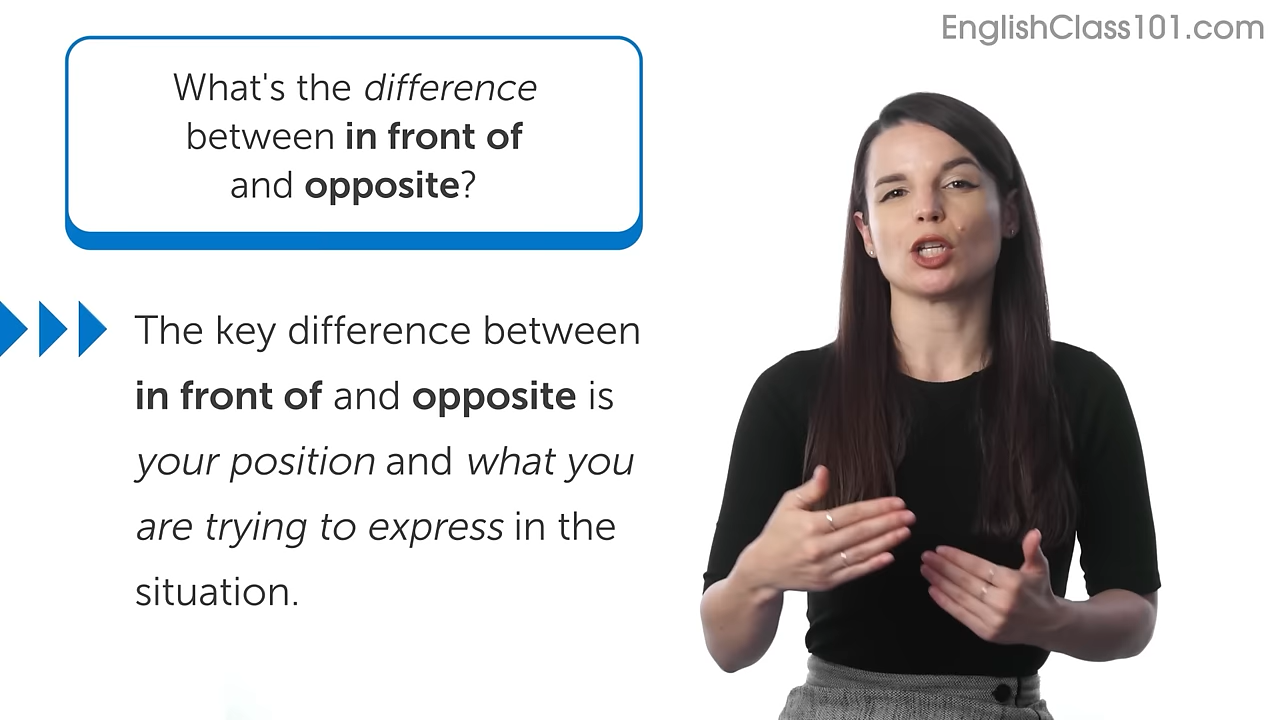 EnglishClass101.com
What's the difference
between in front of
and opposite?
The key difference between
in front of and opposite is
your position and what you
are trying to express in the
situation.